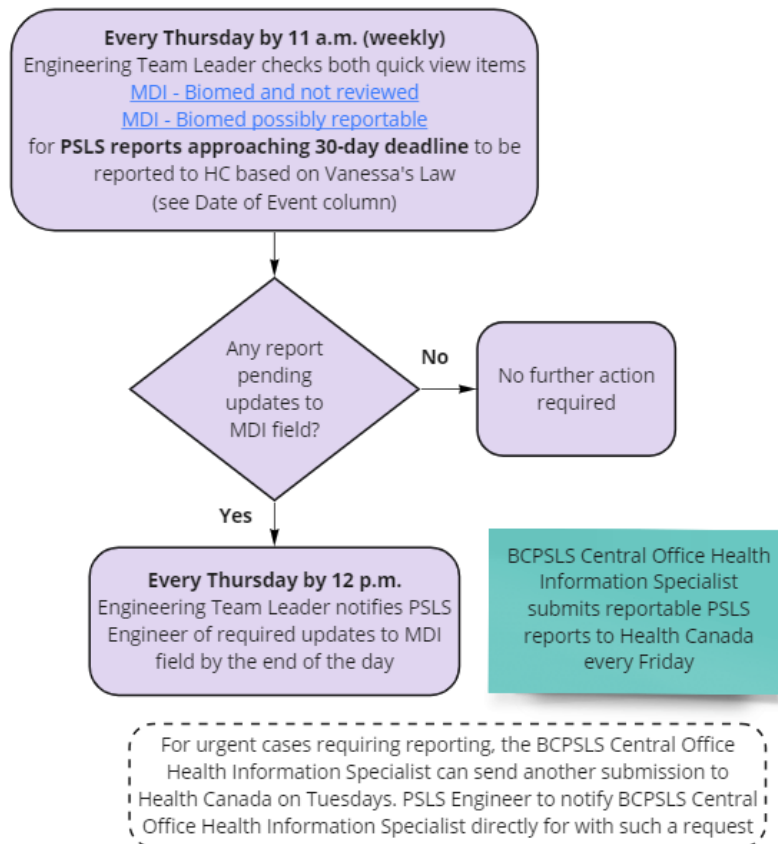 Every Thursday by 11 a.m. (weekly)
Engineering Team Leader checks both quick view items
MDI - Biomed and not reviewed
MDI - Biomed possibly reportable
for PSLS reports approaching 30-day deadline to be
reported to HC based on Vanessa's Law
(see Date of Event column)
Any report
pending
updates to
MDI field?
No
No further action
required
Yes
Every Thursday by 12 p.m.
Engineering Team Leader notifies PSLS
Engineer of required updates to MDI
field by the end of the day
BCPSLS Central Office Health
Information Specialist
submits reportable PSLS
reports to Health Canada
every Friday
For urgent cases requiring reporting, the BCPSLS Central Office
Health Information Specialist can send another submission to
Health Canada on Tuesdays. PSLS Engineer to notify BCPSLS Central
Office Health Information Specialist directly for with such a request